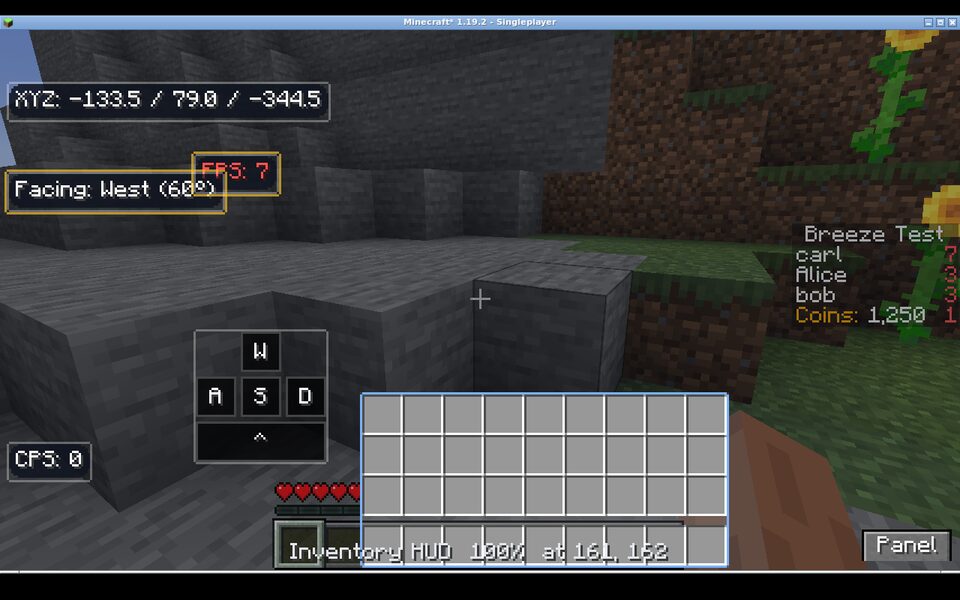 Minecraft* 1.19.2 - Singleplayer
XYZ: -133.5 / 79.0 / -344.5
FPS: 7
Facing: West (60°)
Breeze Test
carl 7
Alice 3
bob 3
Coins: 1,250 1
W
A S D
^
CPS: 0
Inventory HUD 100% at 161, 162
Panel